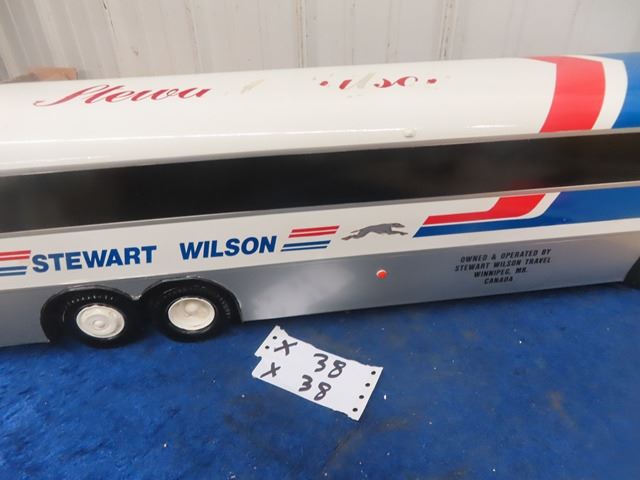 STEWART WILSON
OWNED & OPERATED BY
STEWART WILSON TRAVEL
WINNIPEG, MB.
CANADA
X 38
X 38